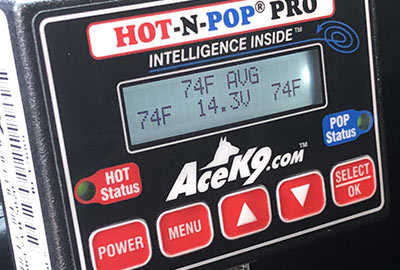 HOT-N-POP® PRO
INTELLIGENCE INSIDE™
74F AVG
74F 14.3V 74F
HOT Status
POP Status
AceK9.com™
POWER
MENU
SELECT/OK